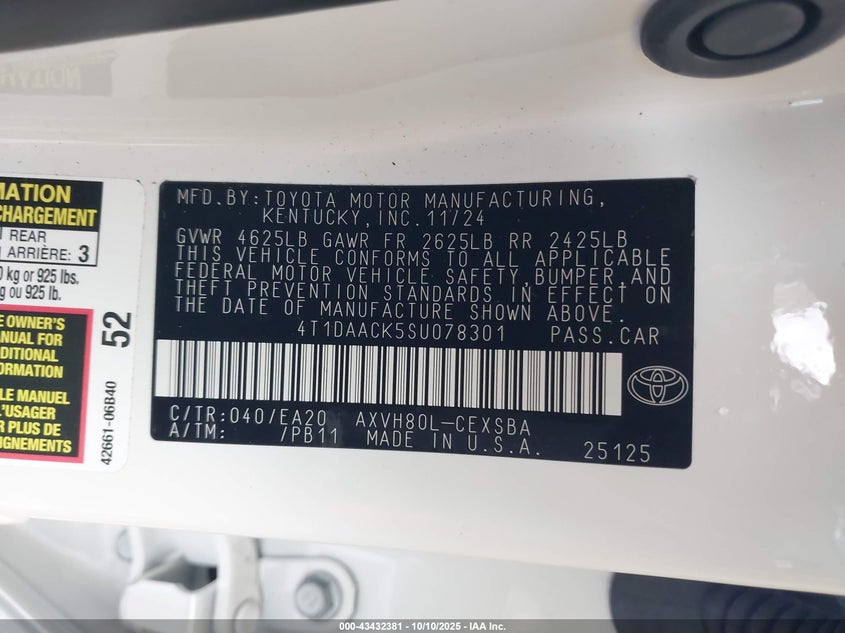 MFD.BY:TOYOTA MOTOR MANUFACTURING,
KENTUCKY,INC.11/24
GVWR 4625LB GAWR FR 2625LB RR 2425LB
THIS VEHICLE CONFORMS TO ALL APPLICABLE
FEDERAL MOTOR VEHICLE SAFETY,BUMPER,AND
THEFT PREVENTION STANDARDS IN EFFECT ON
THE DATE OF MANUFACTURE SHOWN ABOVE.
4T1DAACK5SU078301 PASS.CAR
C/TR:040/EA20 AXVH80L-CEXSBA
A/TM: /PB11 MADE IN U.S.A. 25125
MATION
CHARGEMENT
REAR
ARRIÈRE: 3
kg or 925 lbs.
ou 925 lb.
E OWNER'S
ANUAL FOR
DDITIONAL
FORMATION
LE MANUEL
L'USAGER
R PLUS DE
IGNEMENTS
52
42661-06B40
000-43432381 - 10/10/2025 - IAA Inc.